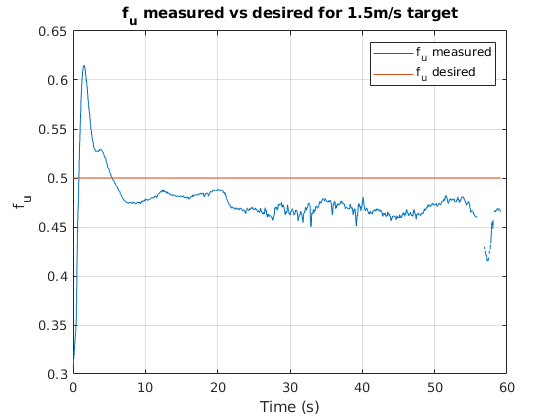 f_u measured vs desired for 1.5m/s target
0.65
0.6
0.55
0.5
0.45
0.4
0.35
0.3
f_u
f_u measured
f_u desired
0 10 20 30 40 50 60
Time (s)